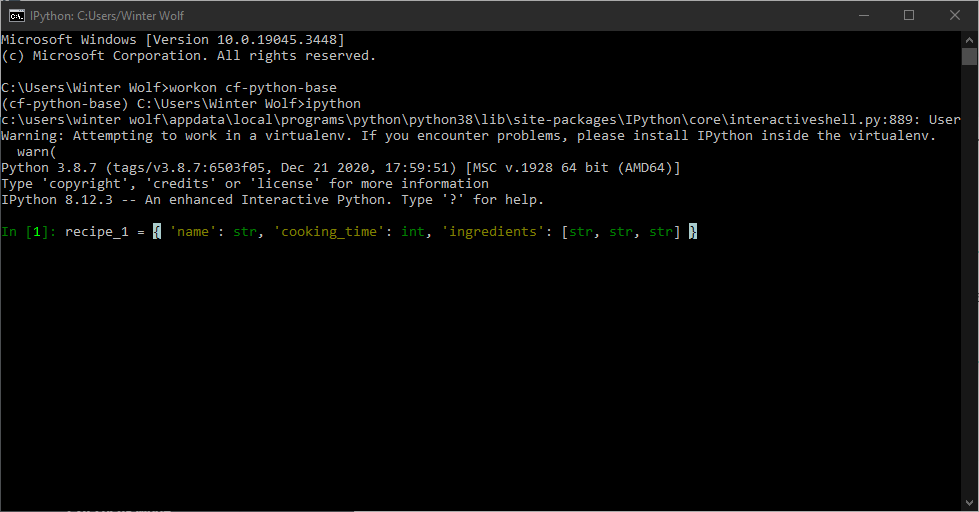 IPython: C:Users/Winter Wolf
Microsoft Windows [Version 10.0.19045.3448]
(c) Microsoft Corporation. All rights reserved.
C:\Users\Winter Wolf>workon cf-python-base
(cf-python-base) C:\Users\Winter Wolf>ipython
c:\users\winter wolf\appdata\local\programs\python\python38\lib\site-packages\IPython\core\interactiveshell.py:889: User
Warning: Attempting to work in a virtualenv. If you encounter problems, please install IPython inside the virtualenv.
  warn(
Python 3.8.7 (tags/v3.8.7:6503f05, Dec 21 2020, 17:59:51) [MSC v.1928 64 bit (AMD64)]
Type 'copyright', 'credits' or 'license' for more information
IPython 8.12.3 -- An enhanced Interactive Python. Type '?' for help.
In [1]: recipe_1 = { 'name': str, 'cooking_time': int, 'ingredients': [str, str, str] }